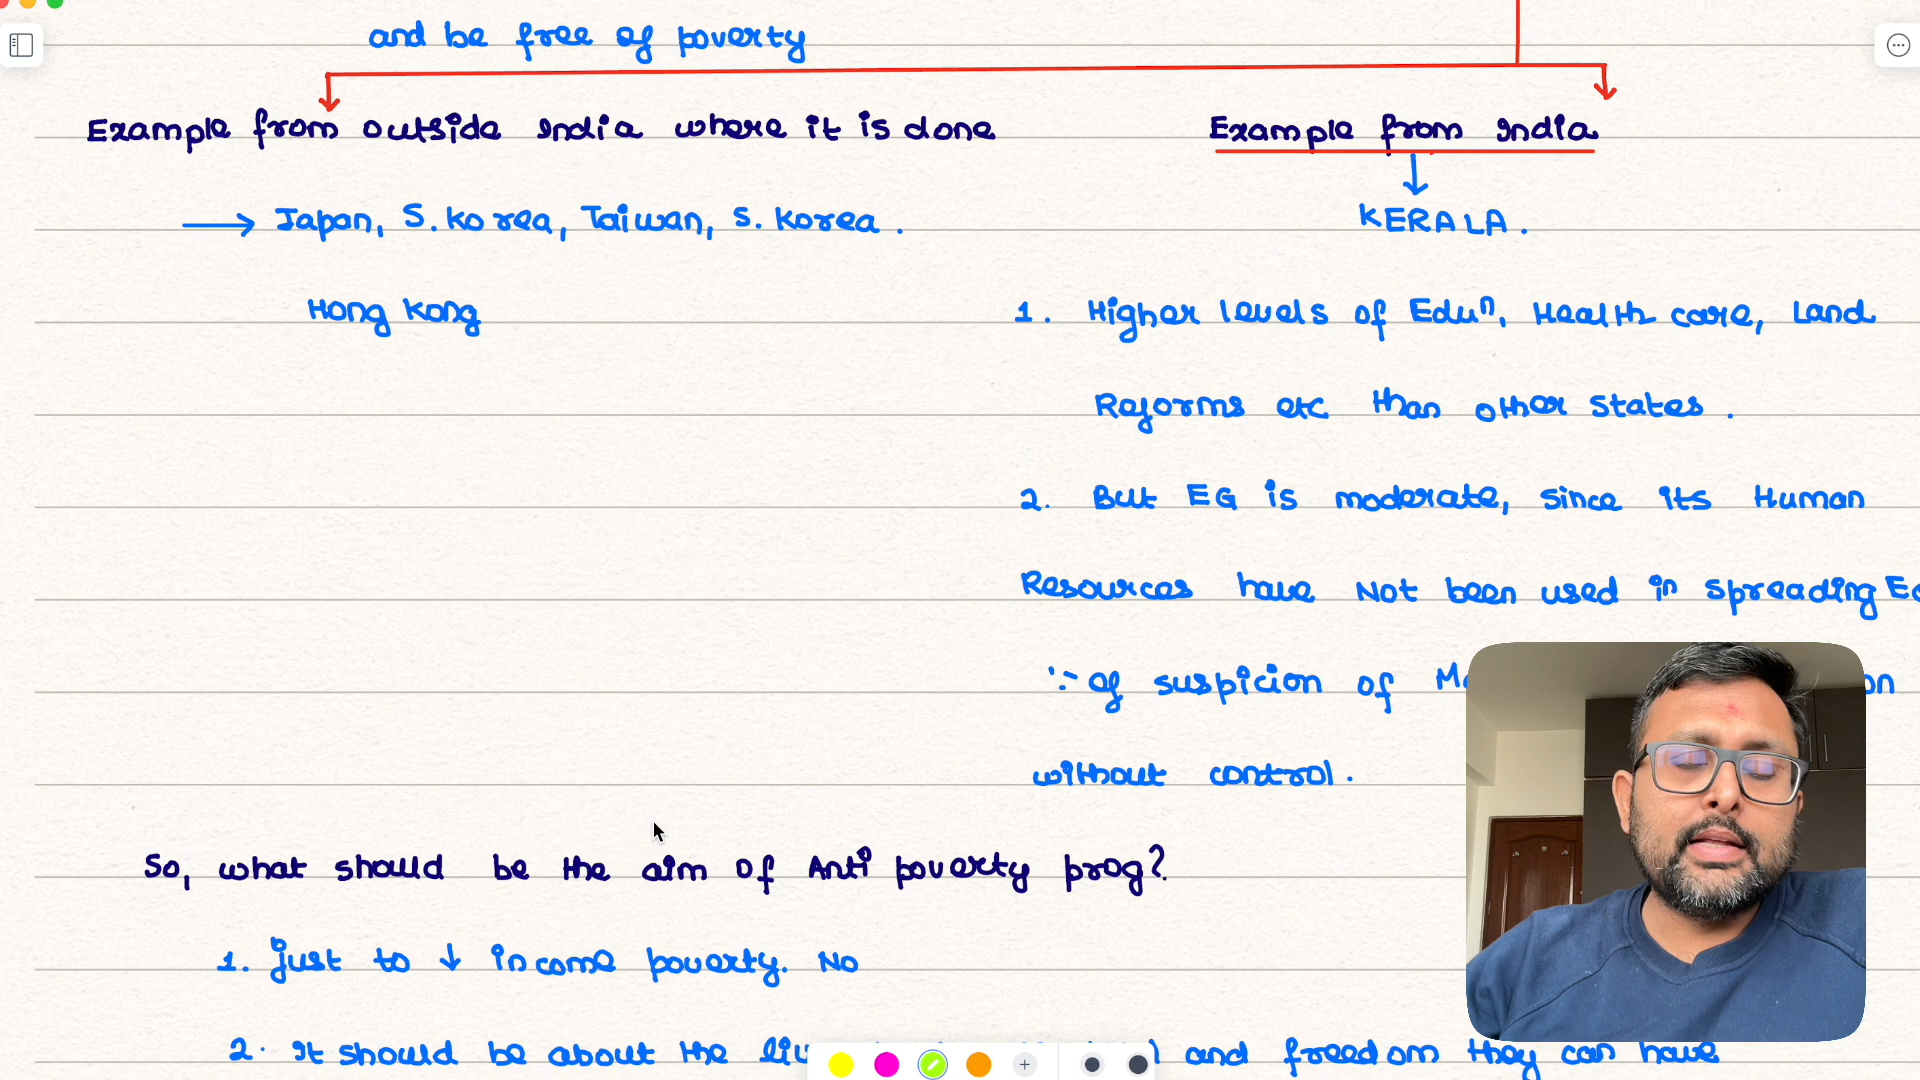 and be free of poverty
Example from outside India where it is done
Example from India
→ Japan, S. Korea, Taiwan, S. Korea.
KERALA.
Hong Kong
1. Higher levels of Eduⁿ, Health care, Land
Reforms etc than other states.
2. But EG is moderate, since its Human
Resources have Not been used in spreading
∵ of suspicion of
without control.
So, what should be the aim of Anti poverty prog?
1. just to ↓ income poverty. No
2. It should be about the and freedom they can have